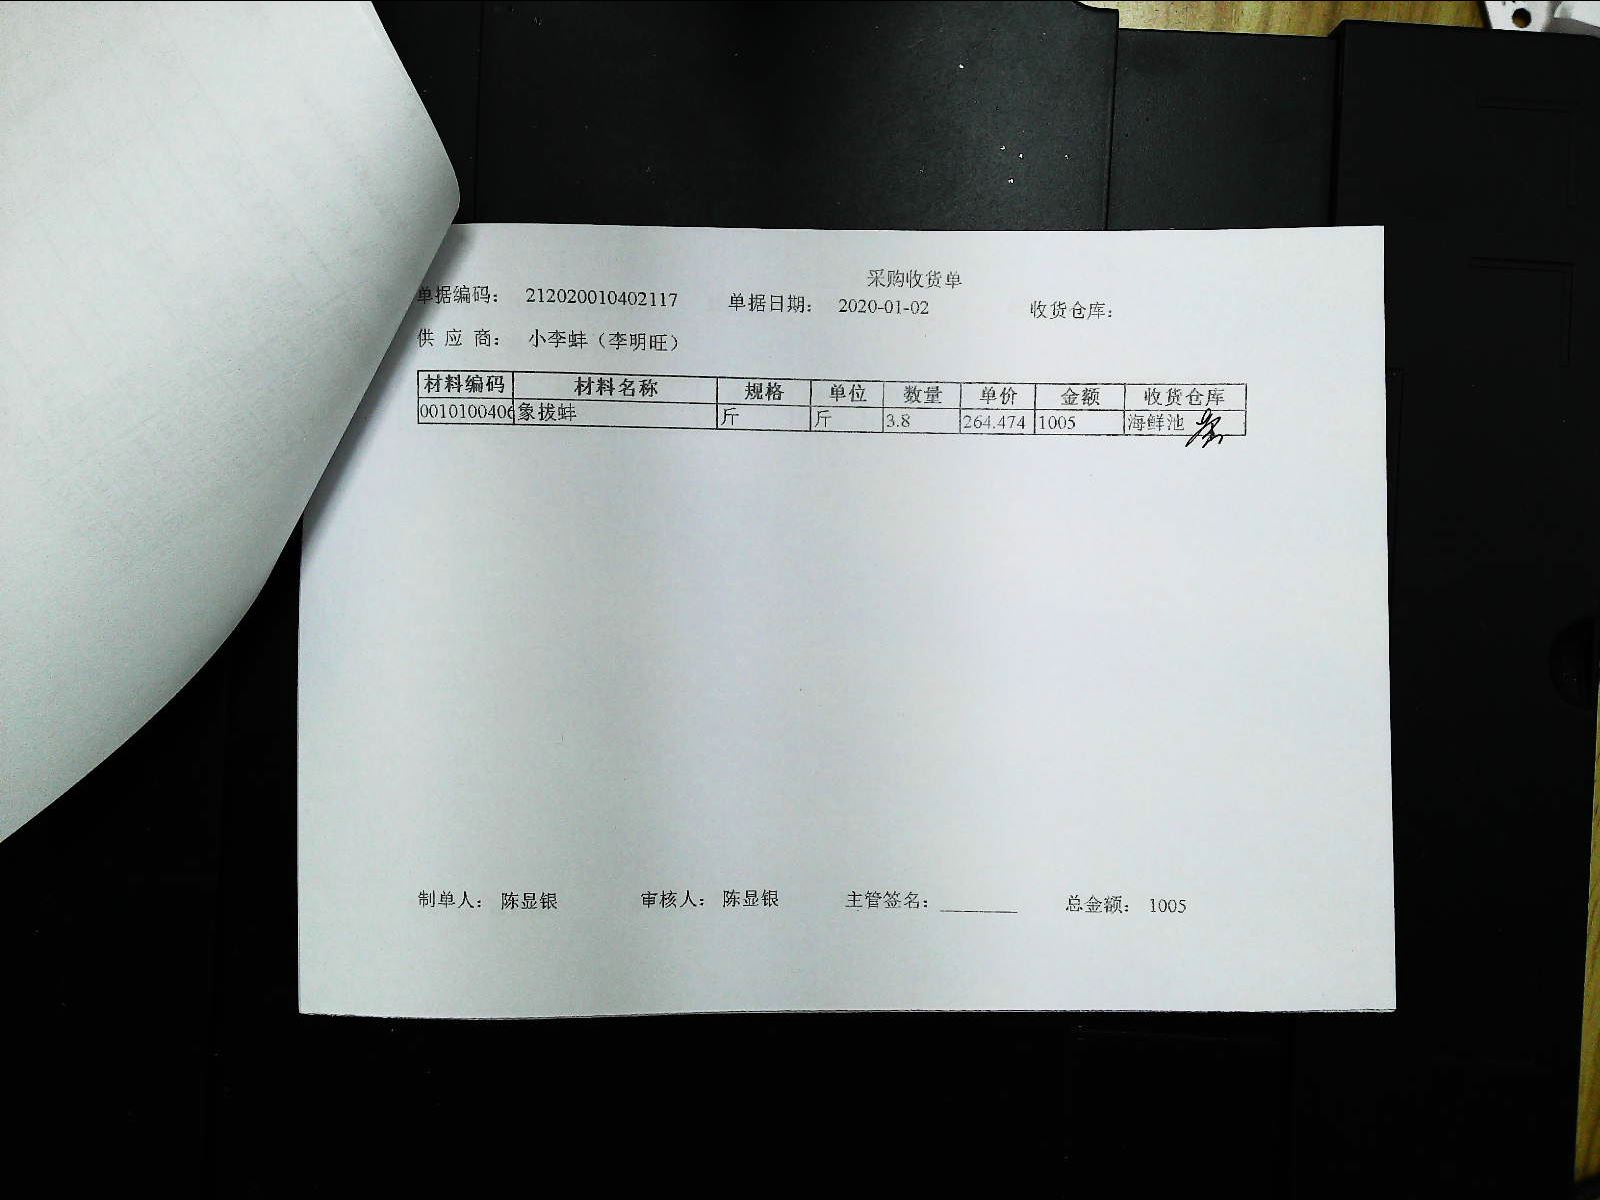 采购收货单
单据编码： 212020010402117 单据日期： 2020-01-02 收货仓库：
供 应 商： 小李蚌（李明旺）
材料编码 材料名称 规格 单位 数量 单价 金额 收货仓库
0010100406 象拔蚌 斤 斤 3.8 264.474 1005 海鲜池
制单人： 陈显银 审核人： 陈显银 主管签名：________ 总金额： 1005